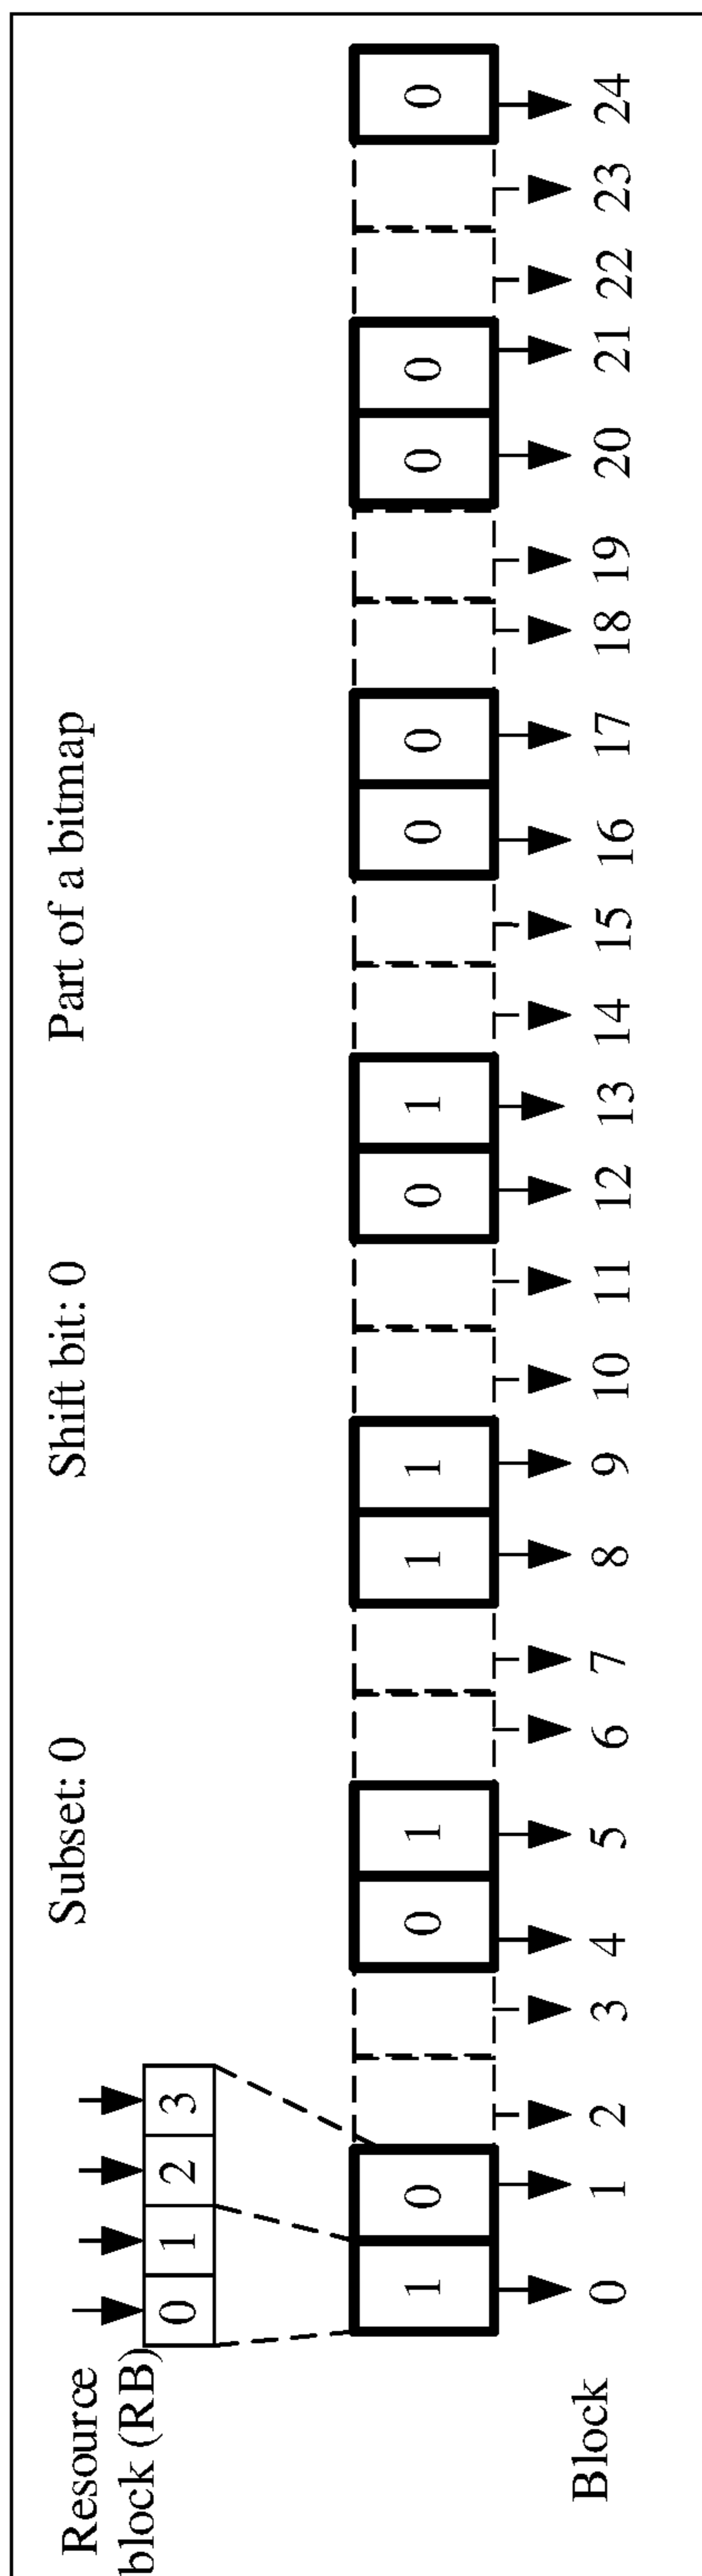 Subset: 0 Shift bit: 0 Part of a bitmap
Resource
block (RB)
0 1 2 3
1 0 0 1 1 1 0 1 0 0 0 0 0
Block 0 1 2 3 4 5 6 7 8 9 10 11 12 13 14 15 16 17 18 19 20 21 22 23 24